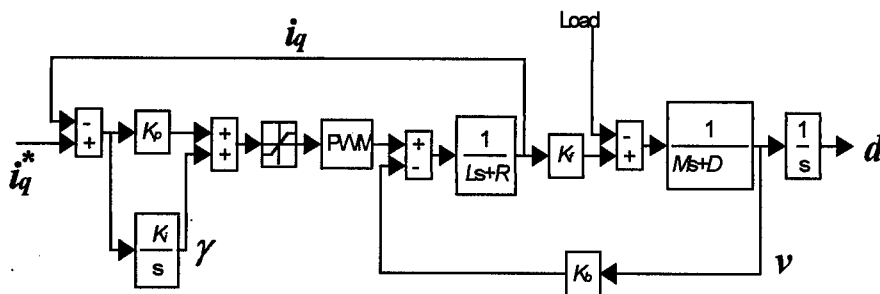 Load
i_q
-
+
K_p
+
+
PWM
+
-
1
Ls+R
K_f
-
+
1
Ms+D
1
s
d
i_q^*
K_i
s
γ
K_b
v